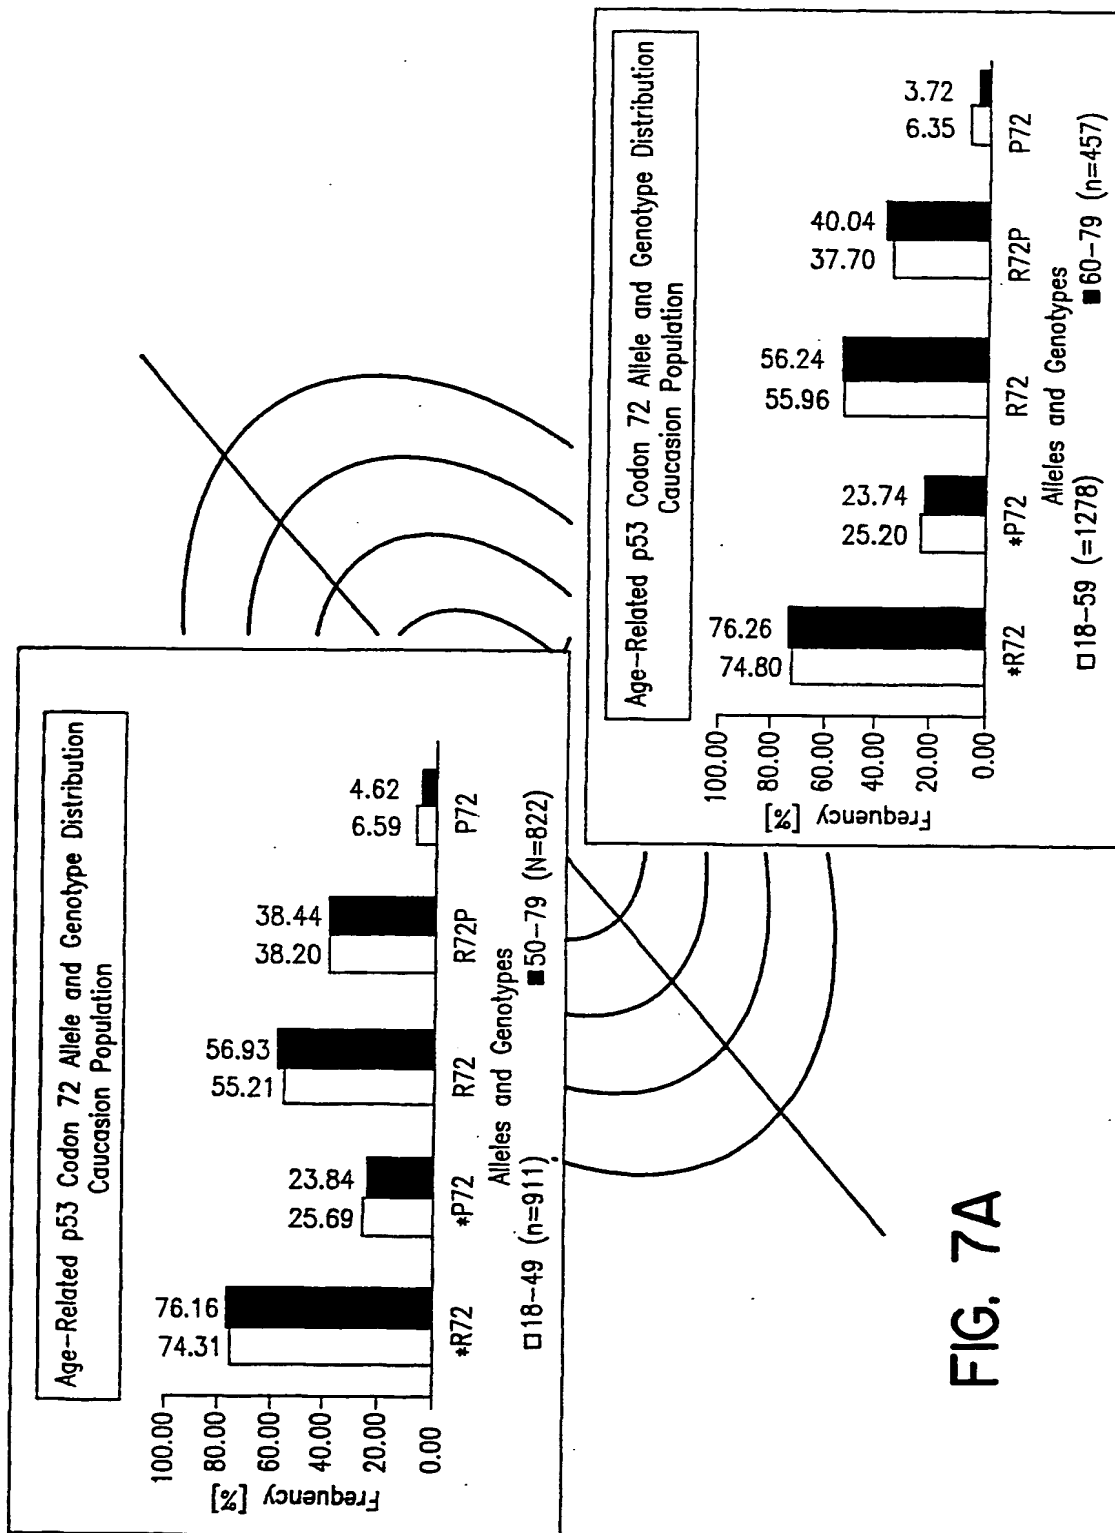 Age-Related p53 Codon 72 Allele and Genotype Distribution
Caucasion Population
Frequency [%]
100.00
80.00
60.00
40.00
20.00
0.00
74.31 76.16
25.69 23.84
55.21 56.93
38.20 38.44
6.59 4.62
*R72 *P72 R72 R72P P72
Alleles and Genotypes
□18-49 (n=911) ■50-79 (N=822)
Age-Related p53 Codon 72 Allele and Genotype Distribution
Caucasion Population
Frequency [%]
100.00
80.00
60.00
40.00
20.00
0.00
74.80 76.26
25.20 23.74
55.96 56.24
37.70 40.04
6.35 3.72
*R72 *P72 R72 R72P P72
Alleles and Genotypes
□18-59 (=1278) ■60-79 (n=457)
FIG. 7A